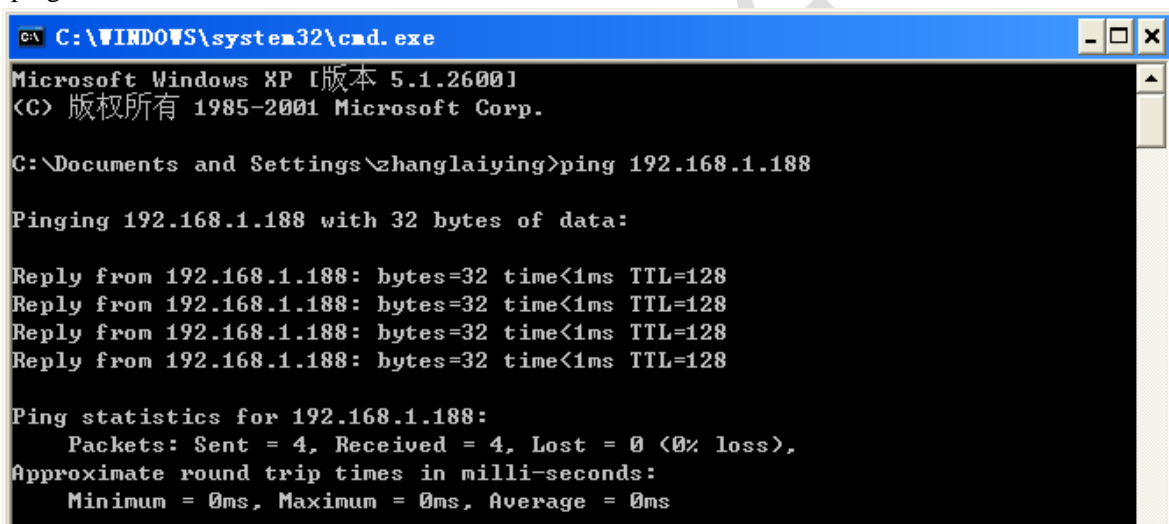 C:\WINDOWS\system32\cmd.exe
Microsoft Windows XP [版本 5.1.2600]
(C) 版权所有 1985-2001 Microsoft Corp.
C:\Documents and Settings\zhanglaiying>ping 192.168.1.188
Pinging 192.168.1.188 with 32 bytes of data:
Reply from 192.168.1.188: bytes=32 time<1ms TTL=128
Reply from 192.168.1.188: bytes=32 time<1ms TTL=128
Reply from 192.168.1.188: bytes=32 time<1ms TTL=128
Reply from 192.168.1.188: bytes=32 time<1ms TTL=128
Ping statistics for 192.168.1.188:
    Packets: Sent = 4, Received = 4, Lost = 0 (0% loss),
Approximate round trip times in milli-seconds:
    Minimum = 0ms, Maximum = 0ms, Average = 0ms